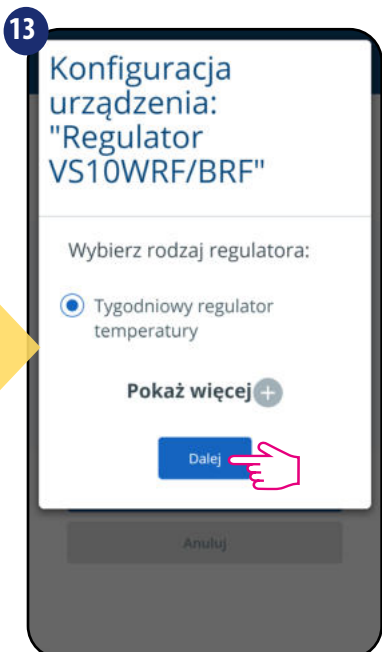 13
Konfiguracja
urządzenia:
"Regulator
VS10WRF/BRF"
Wybierz rodzaj regulatora:
Tygodniowy regulator
temperatury
Pokaż więcej
Dalej
Anuluj